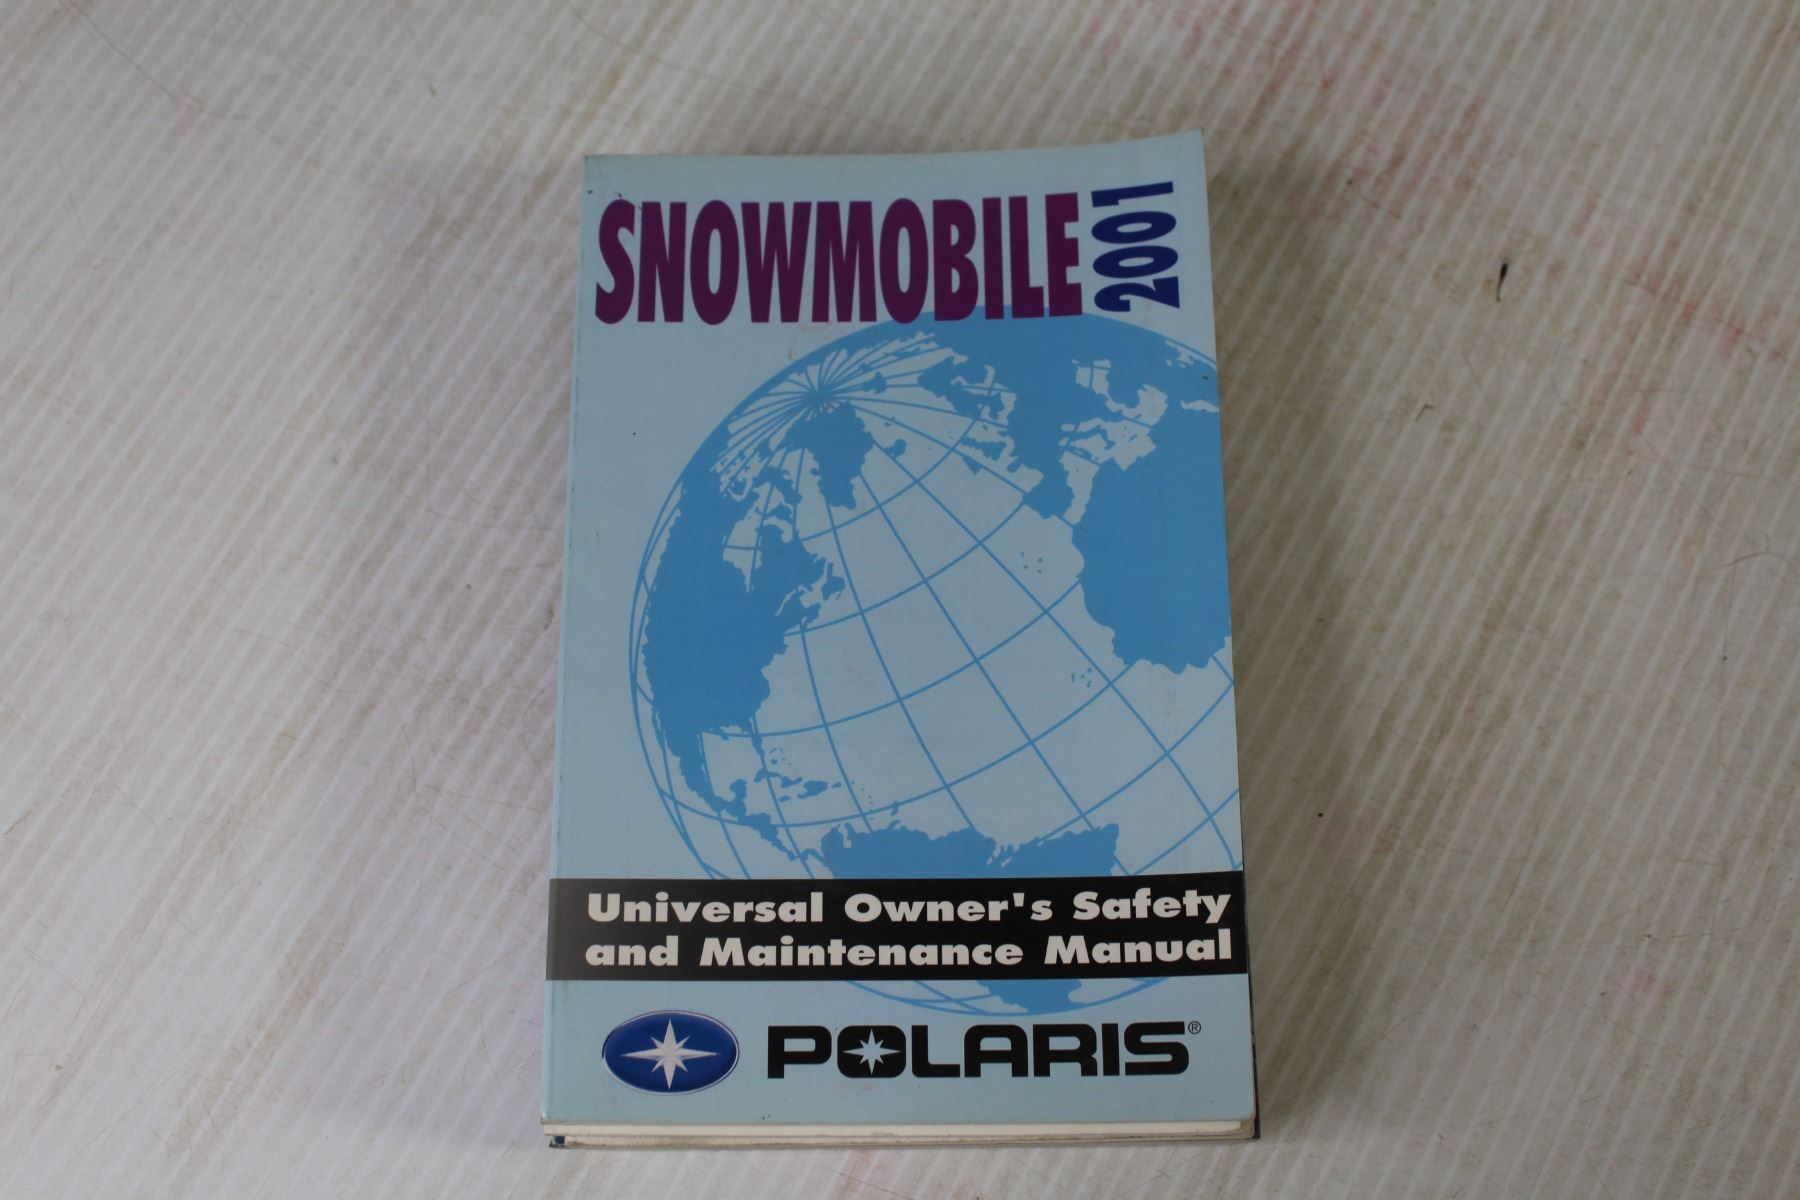 SNOWMOBILE 2001
Universal Owner's Safety
and Maintenance Manual
POLARIS®